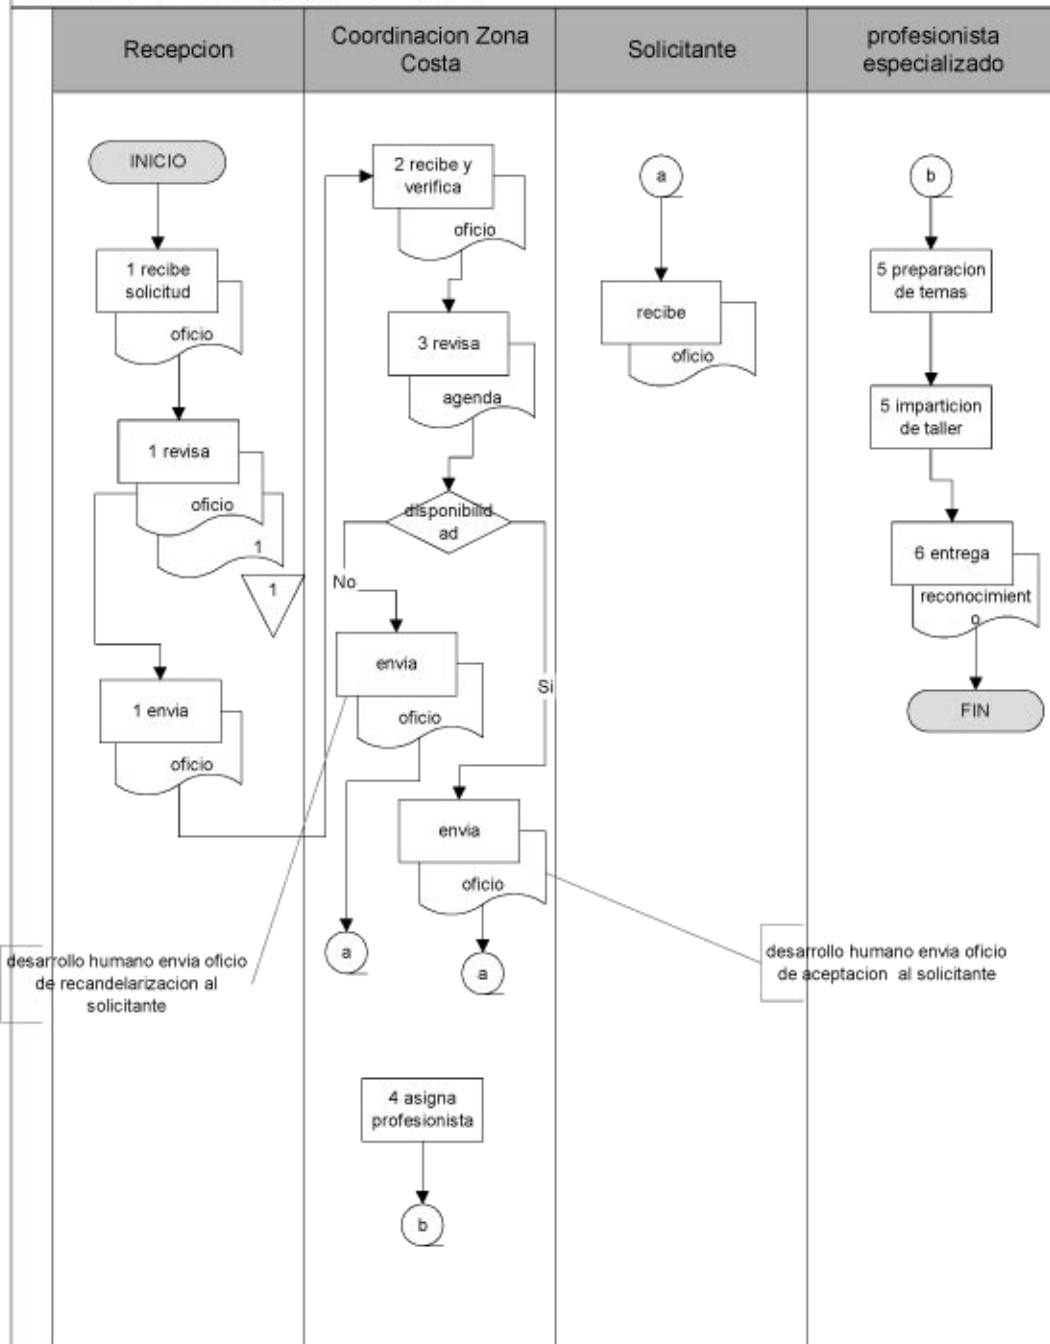 Recepcion
Coordinacion Zona
Costa
Solicitante
profesionista
especializado
INICIO
1 recibe
solicitud
oficio
1 revisa
oficio
1
1
1 envia
oficio
2 recibe y
verifica
oficio
3 revisa
agenda
disponibilid
ad
No
Si
envia
oficio
envia
oficio
a
a
desarrollo humano envia oficio
de recandelarizacion al
solicitante
4 asigna
profesionista
b
a
recibe
oficio
desarrollo humano envia oficio
de aceptacion al solicitante
b
5 preparacion
de temas
5 imparticion
de taller
6 entrega
reconocimient
o
FIN